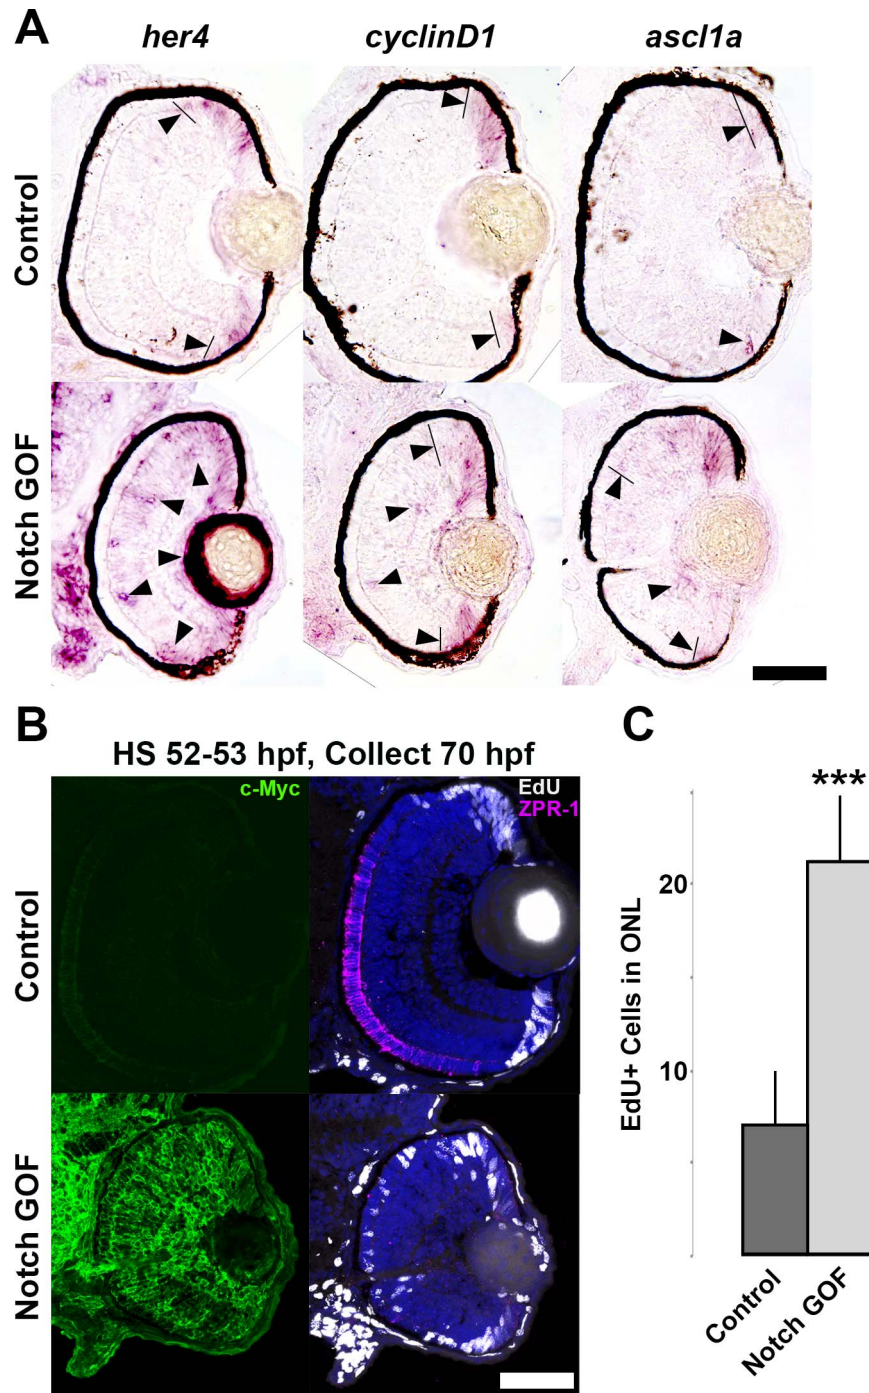 A
her4 cyclinD1 ascl1a
Control
Notch GOF
B
HS 52-53 hpf, Collect 70 hpf
c-Myc
EdU
ZPR-1
Control
Notch GOF
C
***
EdU+ Cells in ONL
20
10
Control
Notch GOF